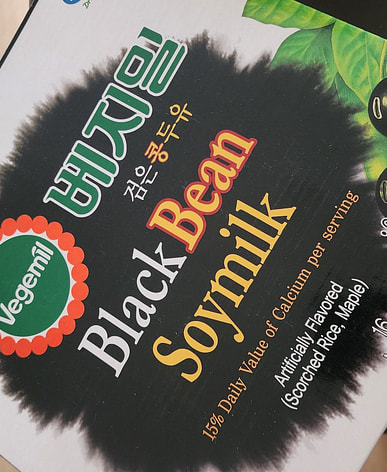 베지밀
검은콩 두유
Vegemil
Black Bean
Soymilk
15% Daily Value of Calcium per serving
Artificially Flavored
(Scorched Rice, Maple)